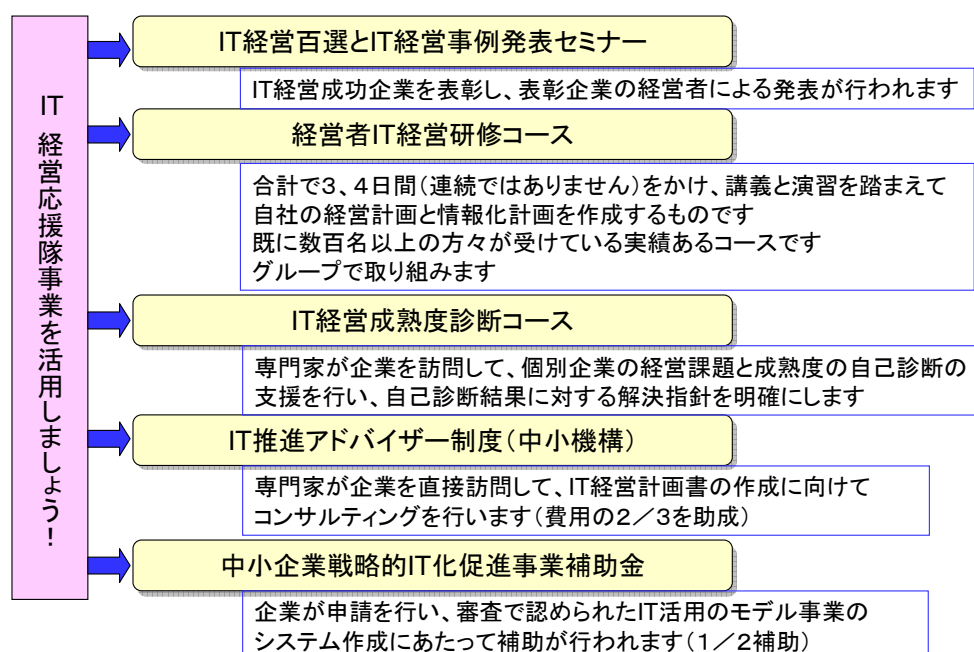 IT経営応援隊事業を活用しましょう！
IT経営百選とIT経営事例発表セミナー
IT経営成功企業を表彰し、表彰企業の経営者による発表が行われます
経営者IT経営研修コース
合計で３、４日間（連続ではありません）をかけ、講義と演習を踏まえて
自社の経営計画と情報化計画を作成するものです
既に数百名以上の方々が受けている実績あるコースです
グループで取り組みます
IT経営成熟度診断コース
専門家が企業を訪問して、個別企業の経営課題と成熟度の自己診断の
支援を行い、自己診断結果に対する解決指針を明確にします
IT推進アドバイザー制度（中小機構）
専門家が企業を直接訪問して、IT経営計画書の作成に向けて
コンサルティングを行います（費用の２／３を助成）
中小企業戦略的IT化促進事業補助金
企業が申請を行い、審査で認められたIT活用のモデル事業の
システム作成にあたって補助が行われます（１／２補助）